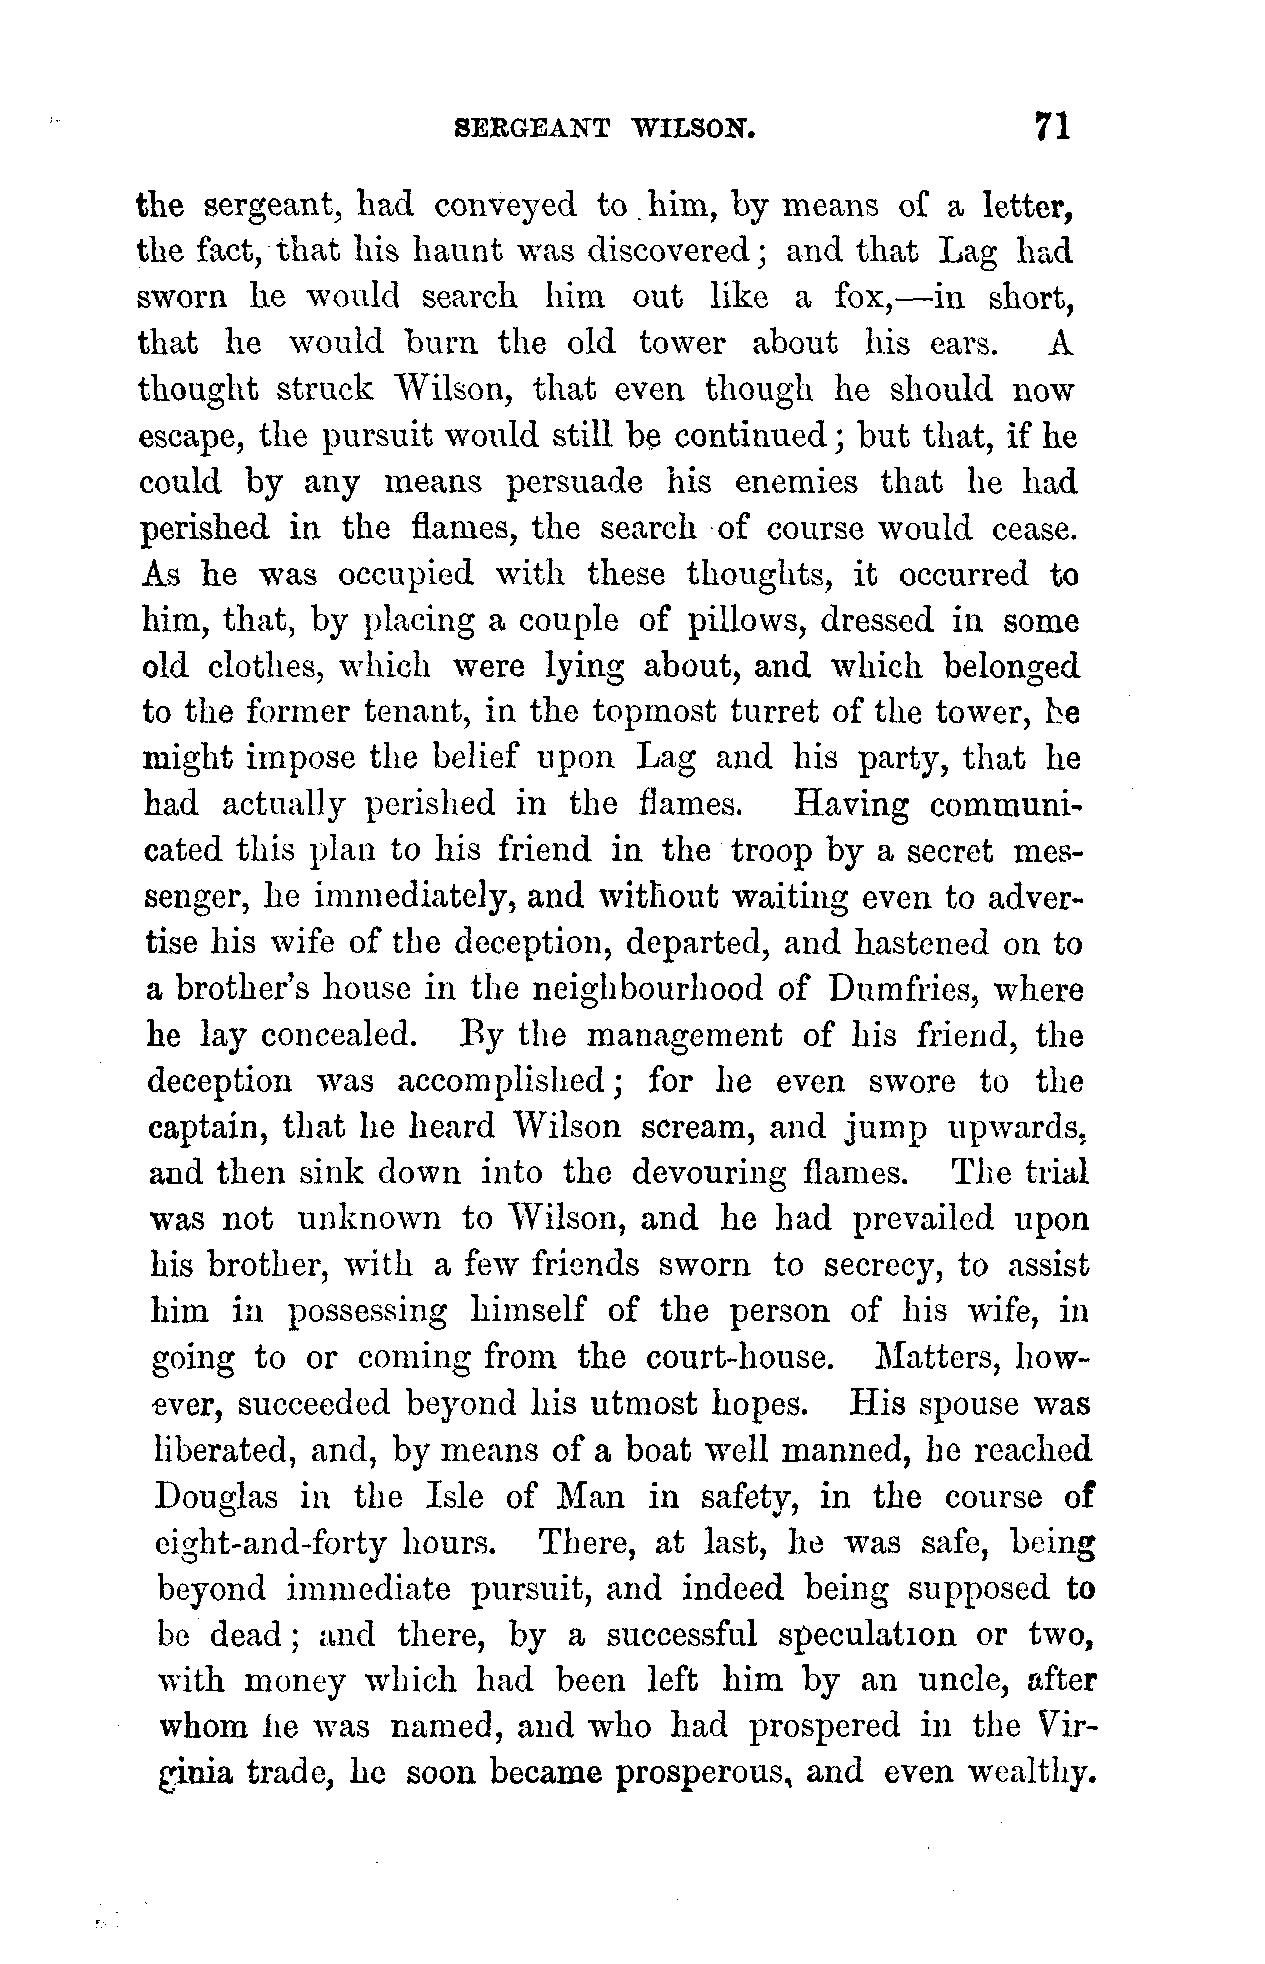 SERGEANT WILSON. 71
the sergeant, had conveyed to him, by means of a letter,
the fact, that his haunt was discovered; and that Lag had
sworn he would search him out like a fox,—in short,
that he would burn the old tower about his ears. A
thought struck Wilson, that even though he should now
escape, the pursuit would still be continued; but that, if he
could by any means persuade his enemies that he had
perished in the flames, the search of course would cease.
As he was occupied with these thoughts, it occurred to
him, that, by placing a couple of pillows, dressed in some
old clothes, which were lying about, and which belonged
to the former tenant, in the topmost turret of the tower, he
might impose the belief upon Lag and his party, that he
had actually perished in the flames. Having communi-
cated this plan to his friend in the troop by a secret mes-
senger, he immediately, and without waiting even to adver-
tise his wife of the deception, departed, and hastened on to
a brother's house in the neighbourhood of Dumfries, where
he lay concealed. By the management of his friend, the
deception was accomplished; for he even swore to the
captain, that he heard Wilson scream, and jump upwards,
and then sink down into the devouring flames. The trial
was not unknown to Wilson, and he had prevailed upon
his brother, with a few friends sworn to secrecy, to assist
him in possessing himself of the person of his wife, in
going to or coming from the court-house. Matters, how-
ever, succeeded beyond his utmost hopes. His spouse was
liberated, and, by means of a boat well manned, he reached
Douglas in the Isle of Man in safety, in the course of
eight-and-forty hours. There, at last, he was safe, being
beyond immediate pursuit, and indeed being supposed to
be dead; and there, by a successful speculation or two,
with money which had been left him by an uncle, after
whom he was named, and who had prospered in the Vir-
ginia trade, he soon became prosperous, and even wealthy.